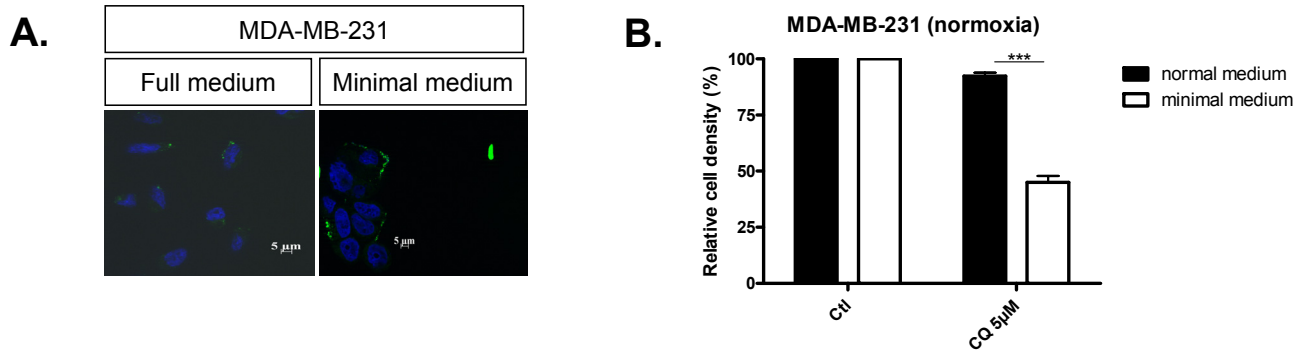 A.
MDA-MB-231
Full medium
Minimal medium
5 µm
5 µm
B.
MDA-MB-231 (normoxia)
Relative cell density (%)
100
75
50
25
0
***
Ctl
CQ 5µM
normal medium
minimal medium